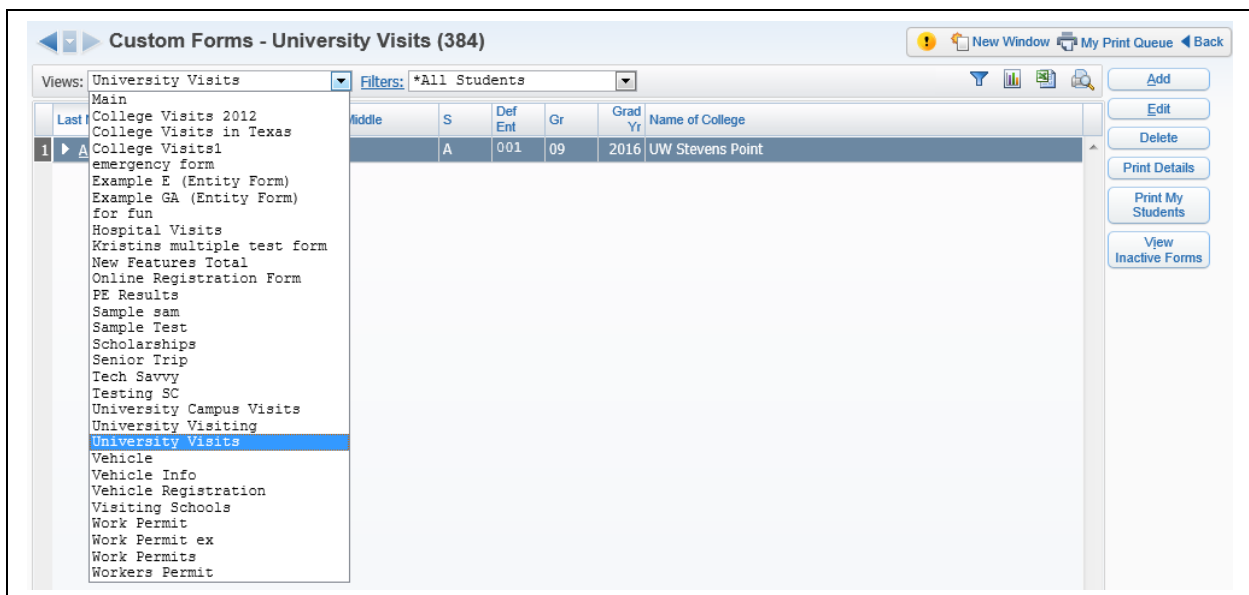 Custom Forms - University Visits (384)
New Window My Print Queue Back
Views: University Visits Filters: *All Students
Add
Edit
Delete
Print Details
Print My
Students
View
Inactive Forms
Last Middle S Def Ent Gr Grad Yr Name of College
1 A A 001 09 2016 UW Stevens Point
Main
College Visits 2012
College Visits in Texas
College Visits1
emergency form
Example E (Entity Form)
Example GA (Entity Form)
for fun
Hospital Visits
Kristins multiple test form
New Features Total
Online Registration Form
PE Results
Sample sam
Sample Test
Scholarships
Senior Trip
Tech Savvy
Testing SC
University Campus Visits
University Visiting
University Visits
Vehicle
Vehicle Info
Vehicle Registration
Visiting Schools
Work Permit
Work Permit ex
Work Permits
Workers Permit